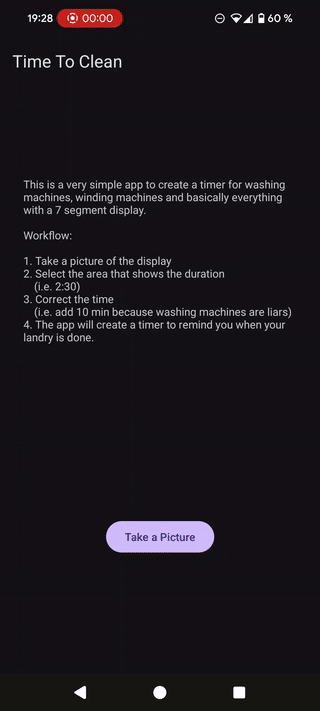 19:28 00:00 60 %
Time To Clean
This is a very simple app to create a timer for washing
machines, winding machines and basically everything
with a 7 segment display.
Workflow:
1. Take a picture of the display
2. Select the area that shows the duration
(i.e. 2:30)
3. Correct the time
(i.e. add 10 min because washing machines are liars)
4. The app will create a timer to remind you when your
landry is done.
Take a Picture